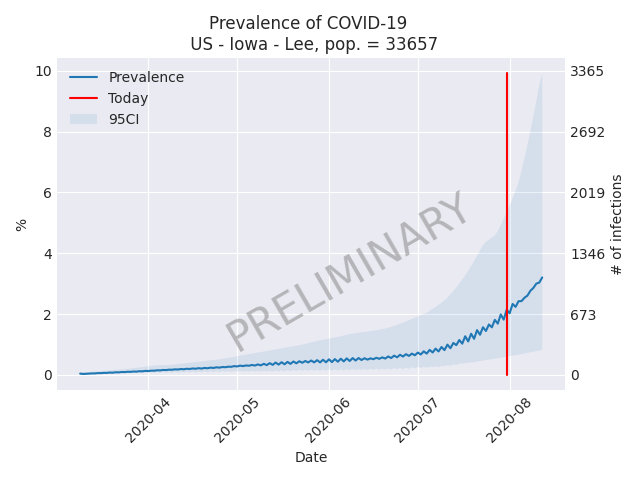 Prevalence of COVID-19
US - Iowa - Lee, pop. = 33657
Prevalence
Today
95CI
PRELIMINARY
10
8
6
4
2
0
%
3365
2692
2019
1346
673
0
# of infections
2020-04
2020-05
2020-06
2020-07
2020-08
Date